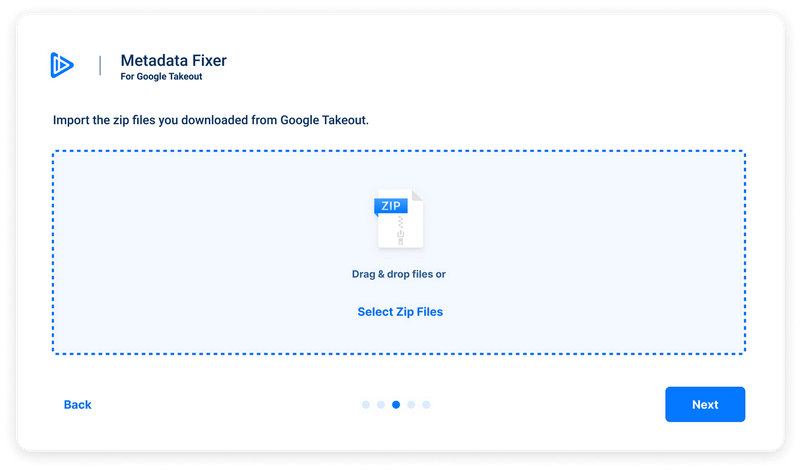 Metadata Fixer
For Google Takeout
Import the zip files you downloaded from Google Takeout.
ZIP
Drag & drop files or
Select Zip Files
Back
Next